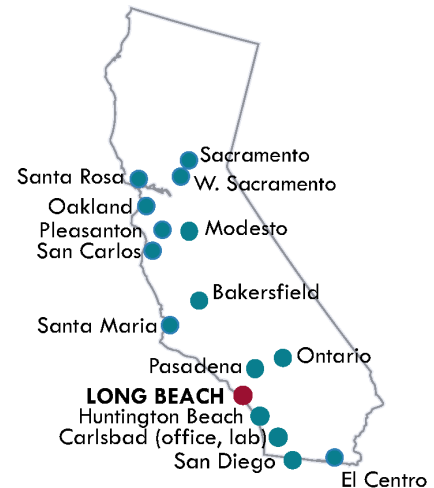 Sacramento
Santa Rosa
W. Sacramento
Oakland
Pleasanton
Modesto
San Carlos
Bakersfield
Santa Maria
Ontario
Pasadena
LONG BEACH
Huntington Beach
Carlsbad (office, lab)
San Diego
El Centro